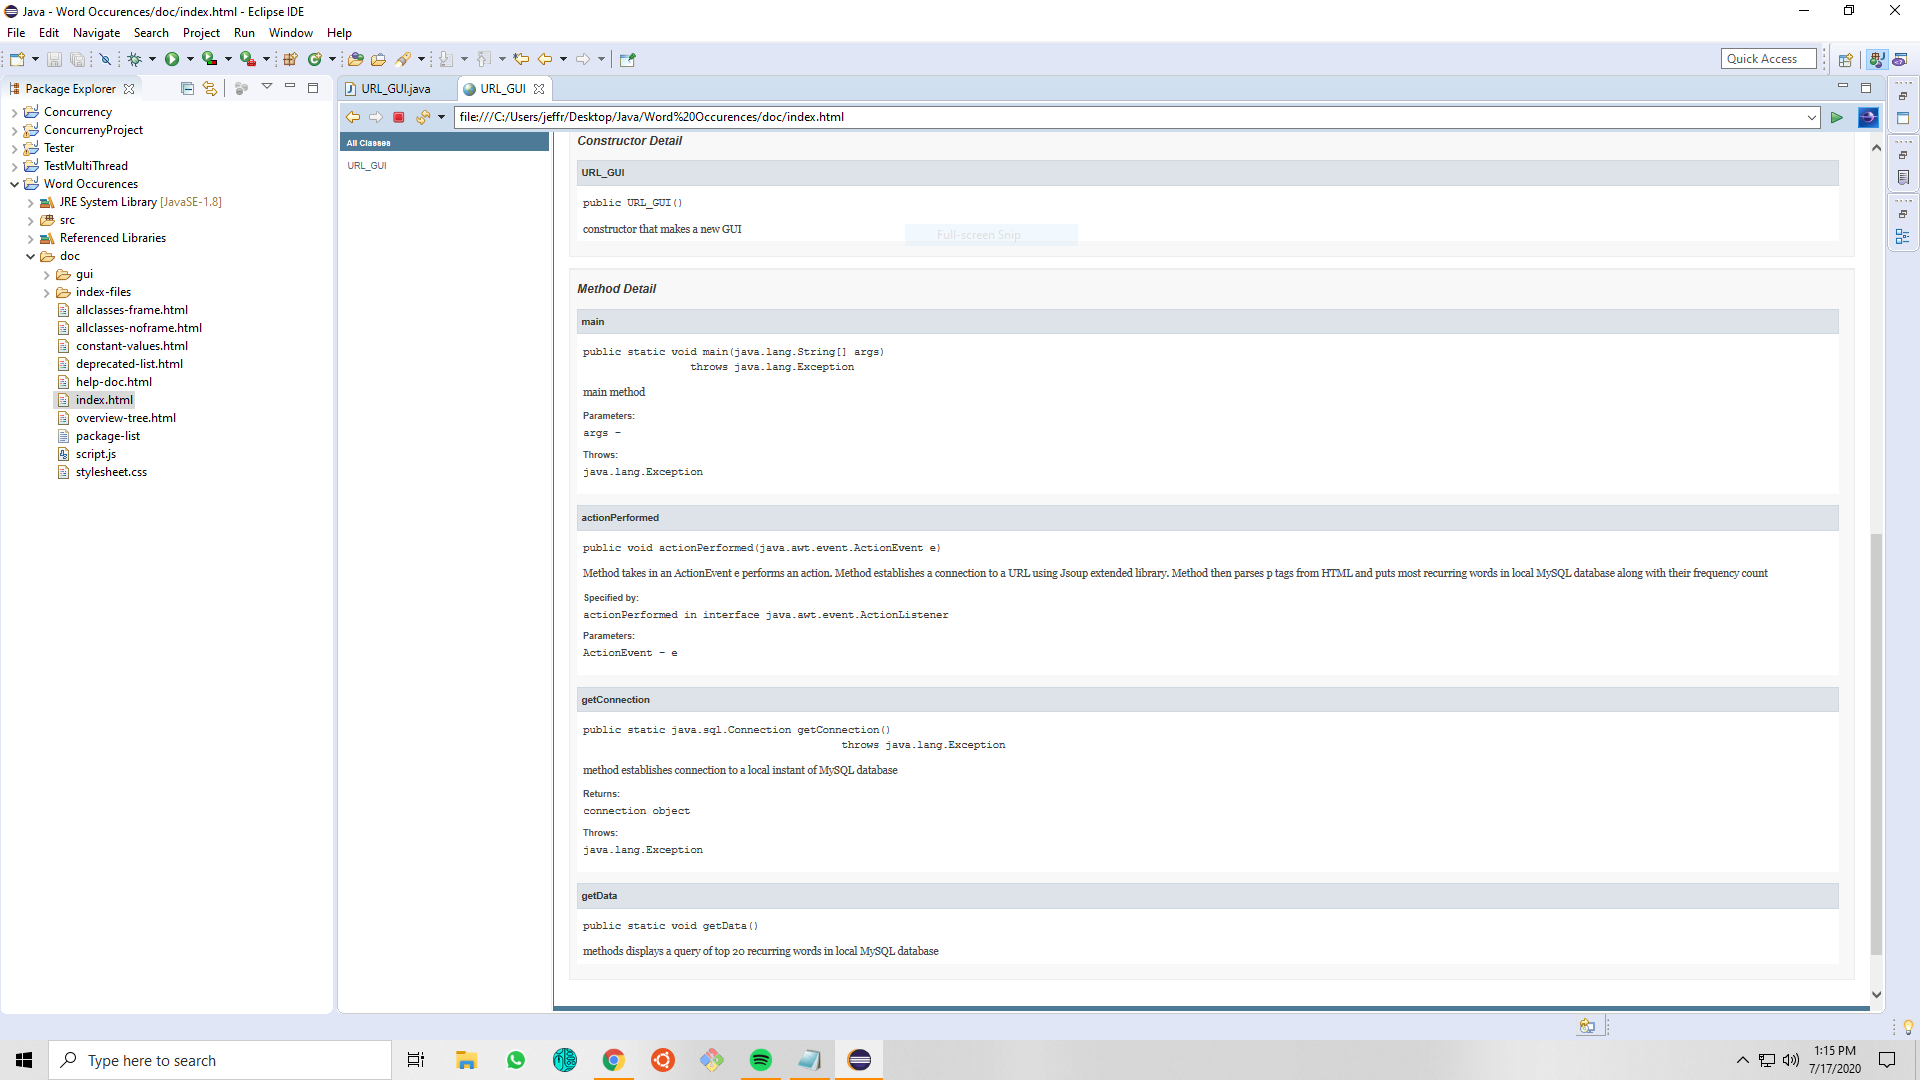 Java - Word Occurences/doc/index.html - Eclipse IDE
File Edit Navigate Search Project Run Window Help
Quick Access
Package Explorer
URL_GUI.java
URL_GUI
file:///C:/Users/jeffr/Desktop/Java/Word%20Occurences/doc/index.html
Concurrency
ConcurrenyProject
Tester
TestMultiThread
Word Occurences
JRE System Library [JavaSE-1.8]
src
Referenced Libraries
doc
gui
index-files
allclasses-frame.html
allclasses-noframe.html
constant-values.html
deprecated-list.html
help-doc.html
index.html
overview-tree.html
package-list
script.js
stylesheet.css
All Classes
URL_GUI
Constructor Detail
URL_GUI
public URL_GUI()
constructor that makes a new GUI
Full-screen Snip
Method Detail
main
public static void main(java.lang.String[] args)
throws java.lang.Exception
main method
Parameters:
args -
Throws:
java.lang.Exception
actionPerformed
public void actionPerformed(java.awt.event.ActionEvent e)
Method takes in an ActionEvent e performs an action. Method establishes a connection to a URL using Jsoup extended library. Method then parses p tags from HTML and puts most recurring words in local MySQL database along with their frequency count
Specified by:
actionPerformed in interface java.awt.event.ActionListener
Parameters:
ActionEvent - e
getConnection
public static java.sql.Connection getConnection()
throws java.lang.Exception
method establishes connection to a local instant of MySQL database
Returns:
connection object
Throws:
java.lang.Exception
getData
public static void getData()
methods displays a query of top 20 recurring words in local MySQL database
Type here to search
1:15 PM
7/17/2020